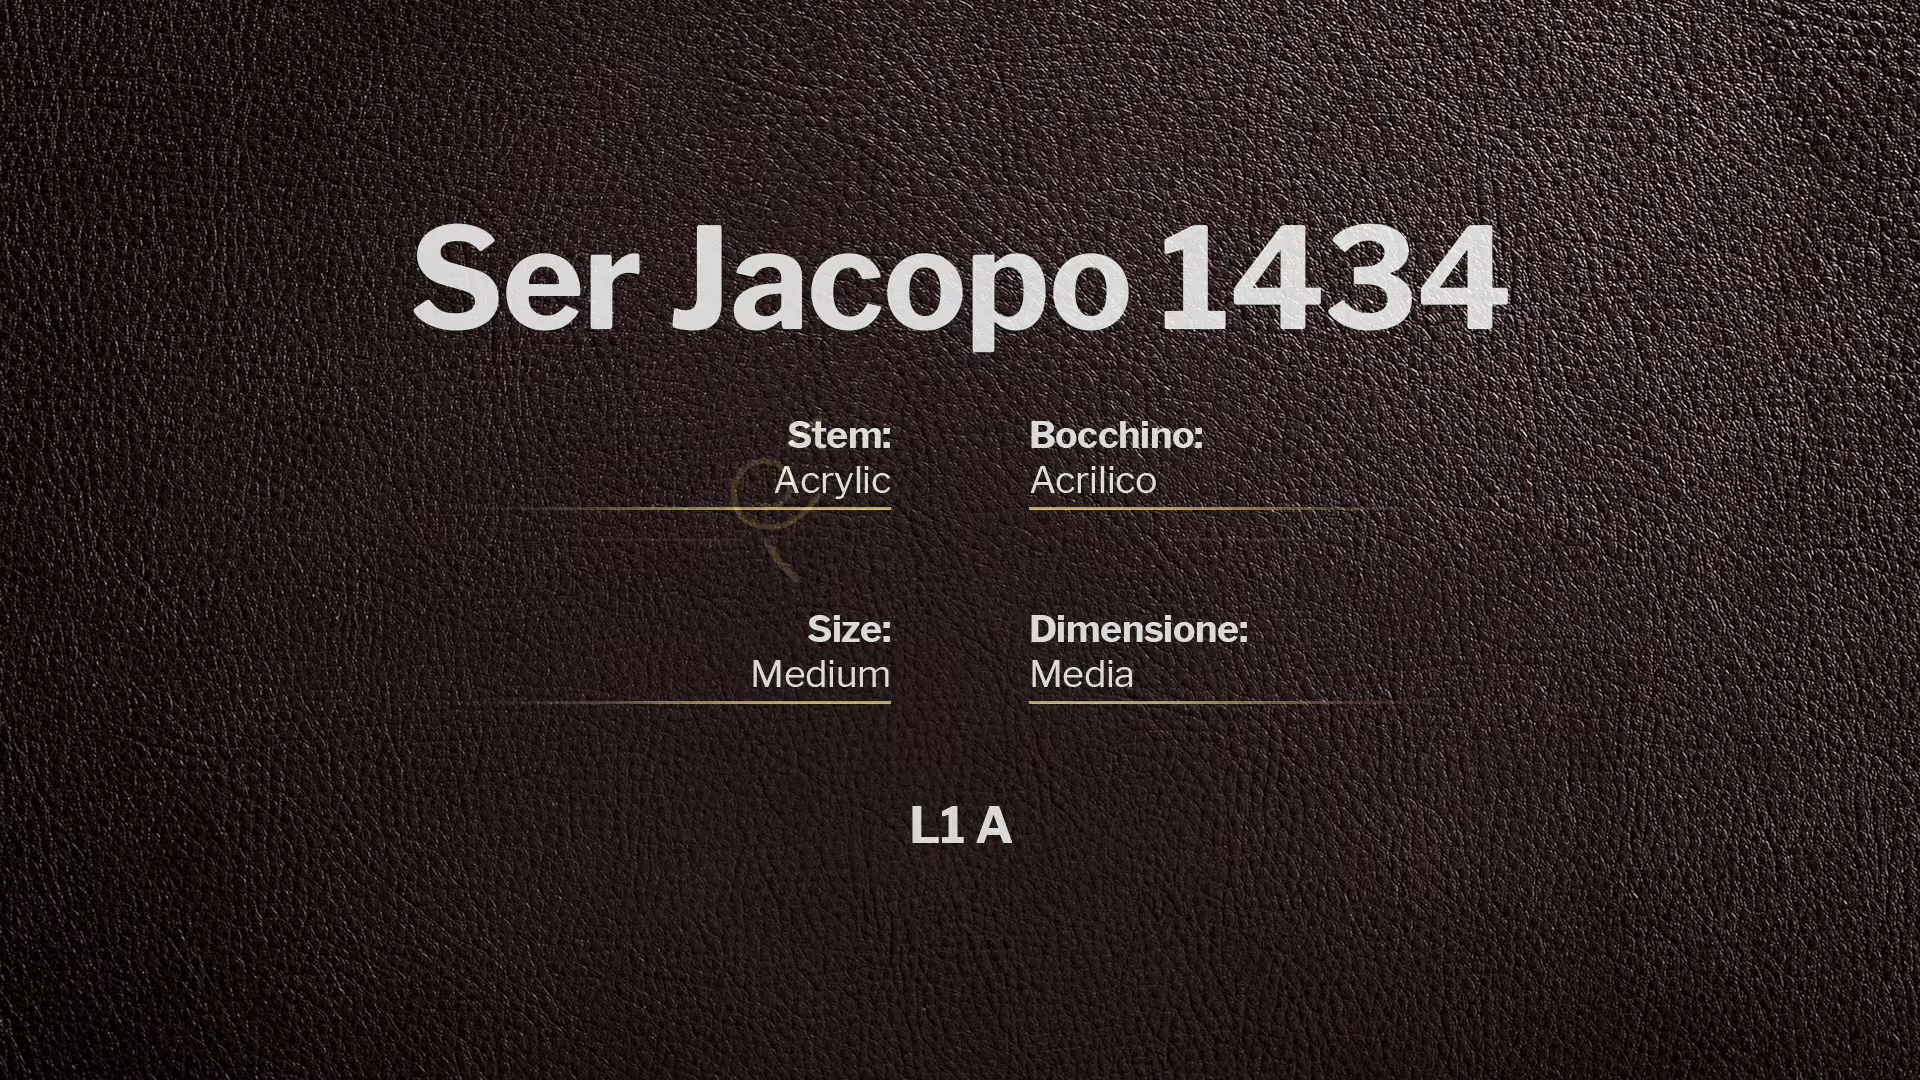 Ser Jacopo 1434
Stem:
Acrylic
Bocchino:
Acrilico
Size:
Medium
Dimensione:
Media
L1 A